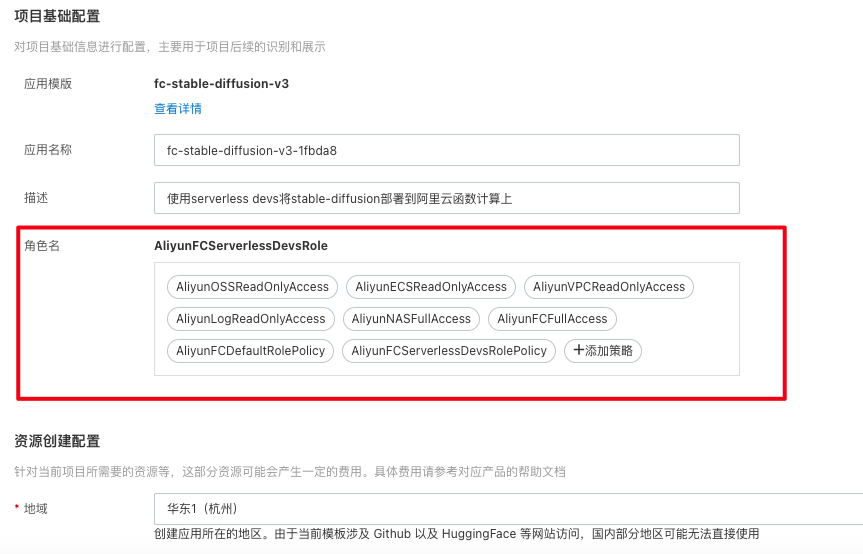 项目基础配置
对项目基础信息进行配置，主要用于项目后续的识别和展示
应用模版 fc-stable-diffusion-v3
查看详情
应用名称 fc-stable-diffusion-v3-1fbda8
描述 使用serverless devs将stable-diffusion部署到阿里云函数计算上
角色名 AliyunFCServerlessDevsRole
AliyunOSSReadOnlyAccess AliyunECSReadOnlyAccess AliyunVPCReadOnlyAccess
AliyunLogReadOnlyAccess AliyunNASFullAccess AliyunFCFullAccess
AliyunFCDefaultRolePolicy AliyunFCServerlessDevsRolePolicy +添加策略
资源创建配置
针对当前项目所需要的资源等，这部分资源可能会产生一定的费用。具体费用请参考对应产品的帮助文档
* 地域 华东1（杭州）
创建应用所在的地区。由于当前模板涉及 Github 以及 HuggingFace 等网站访问，国内部分地区可能无法直接使用